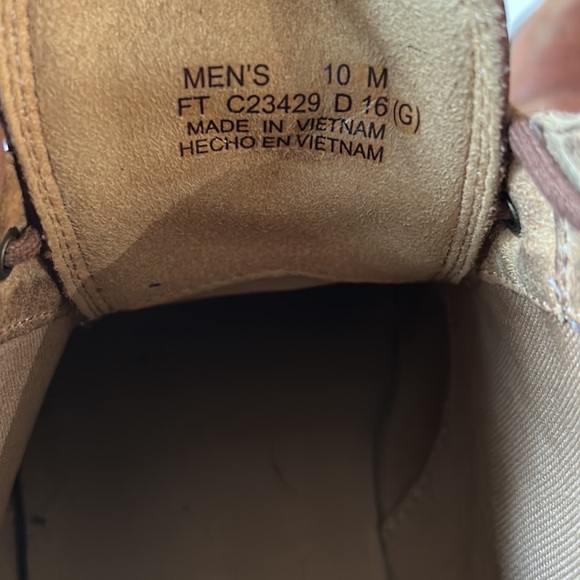 MEN'S 10 M
FT C23429 D 16 (G)
MADE IN VIETNAM
HECHO EN VIETNAM